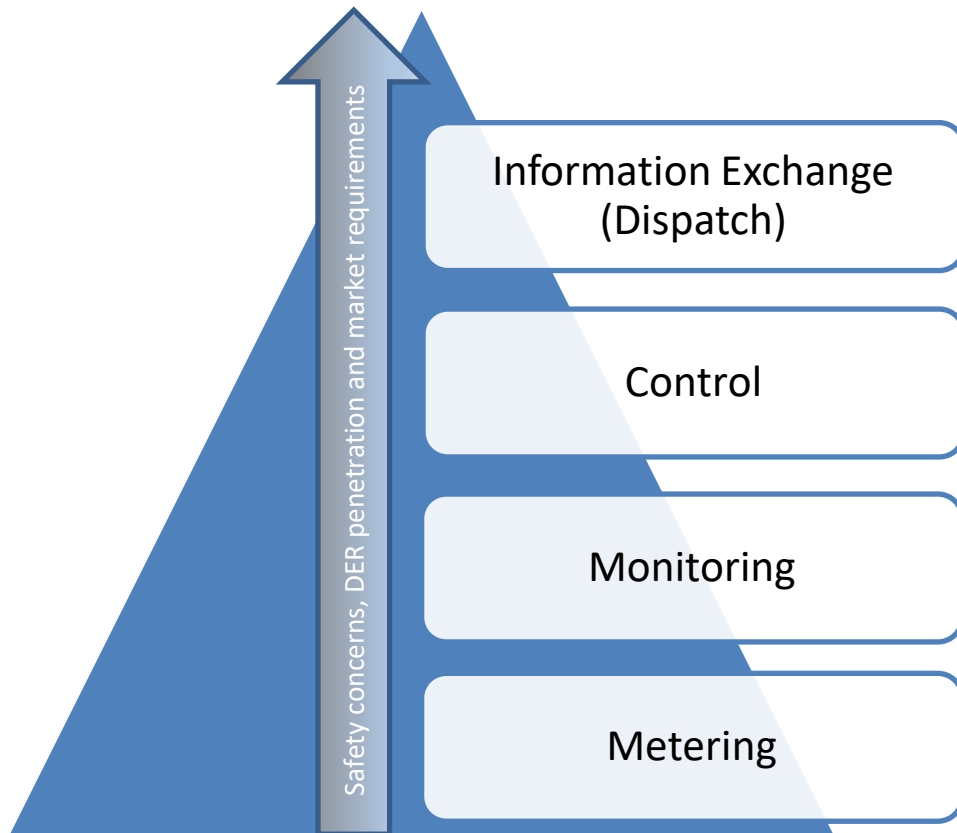 Safety concerns, DER penetration and market requirements
Information Exchange
(Dispatch)
Control
Monitoring
Metering